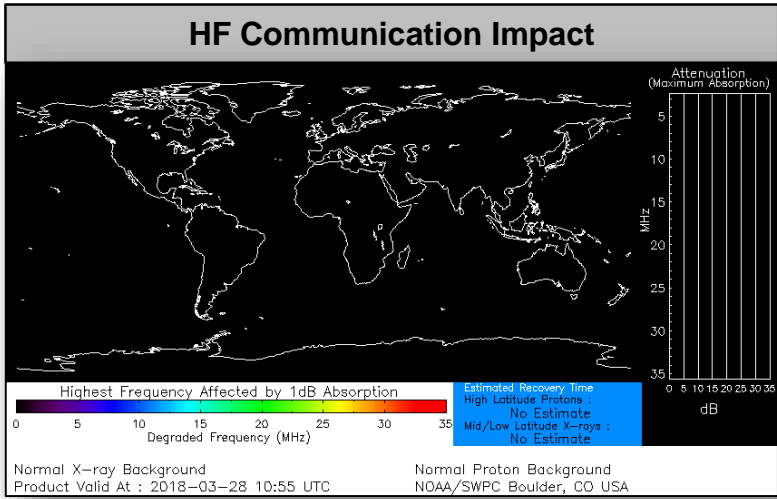 HF Communication Impact
Attenuation
(Maximum Absorption)
5
10
15
20
25
30
35
MHz
0 5 10 15 20 25 30 35
dB
Highest Frequency Affected by 1dB Absorption
0 5 10 15 20 25 30 35
Degraded Frequency (MHz)
Estimated Recovery Time
High Latitude Protons :
No Estimate
Mid/Low Latitude X-rays :
No Estimate
Normal X-ray Background
Normal Proton Background
Product Valid At : 2018-03-28 10:55 UTC
NOAA/SWPC Boulder, CO USA